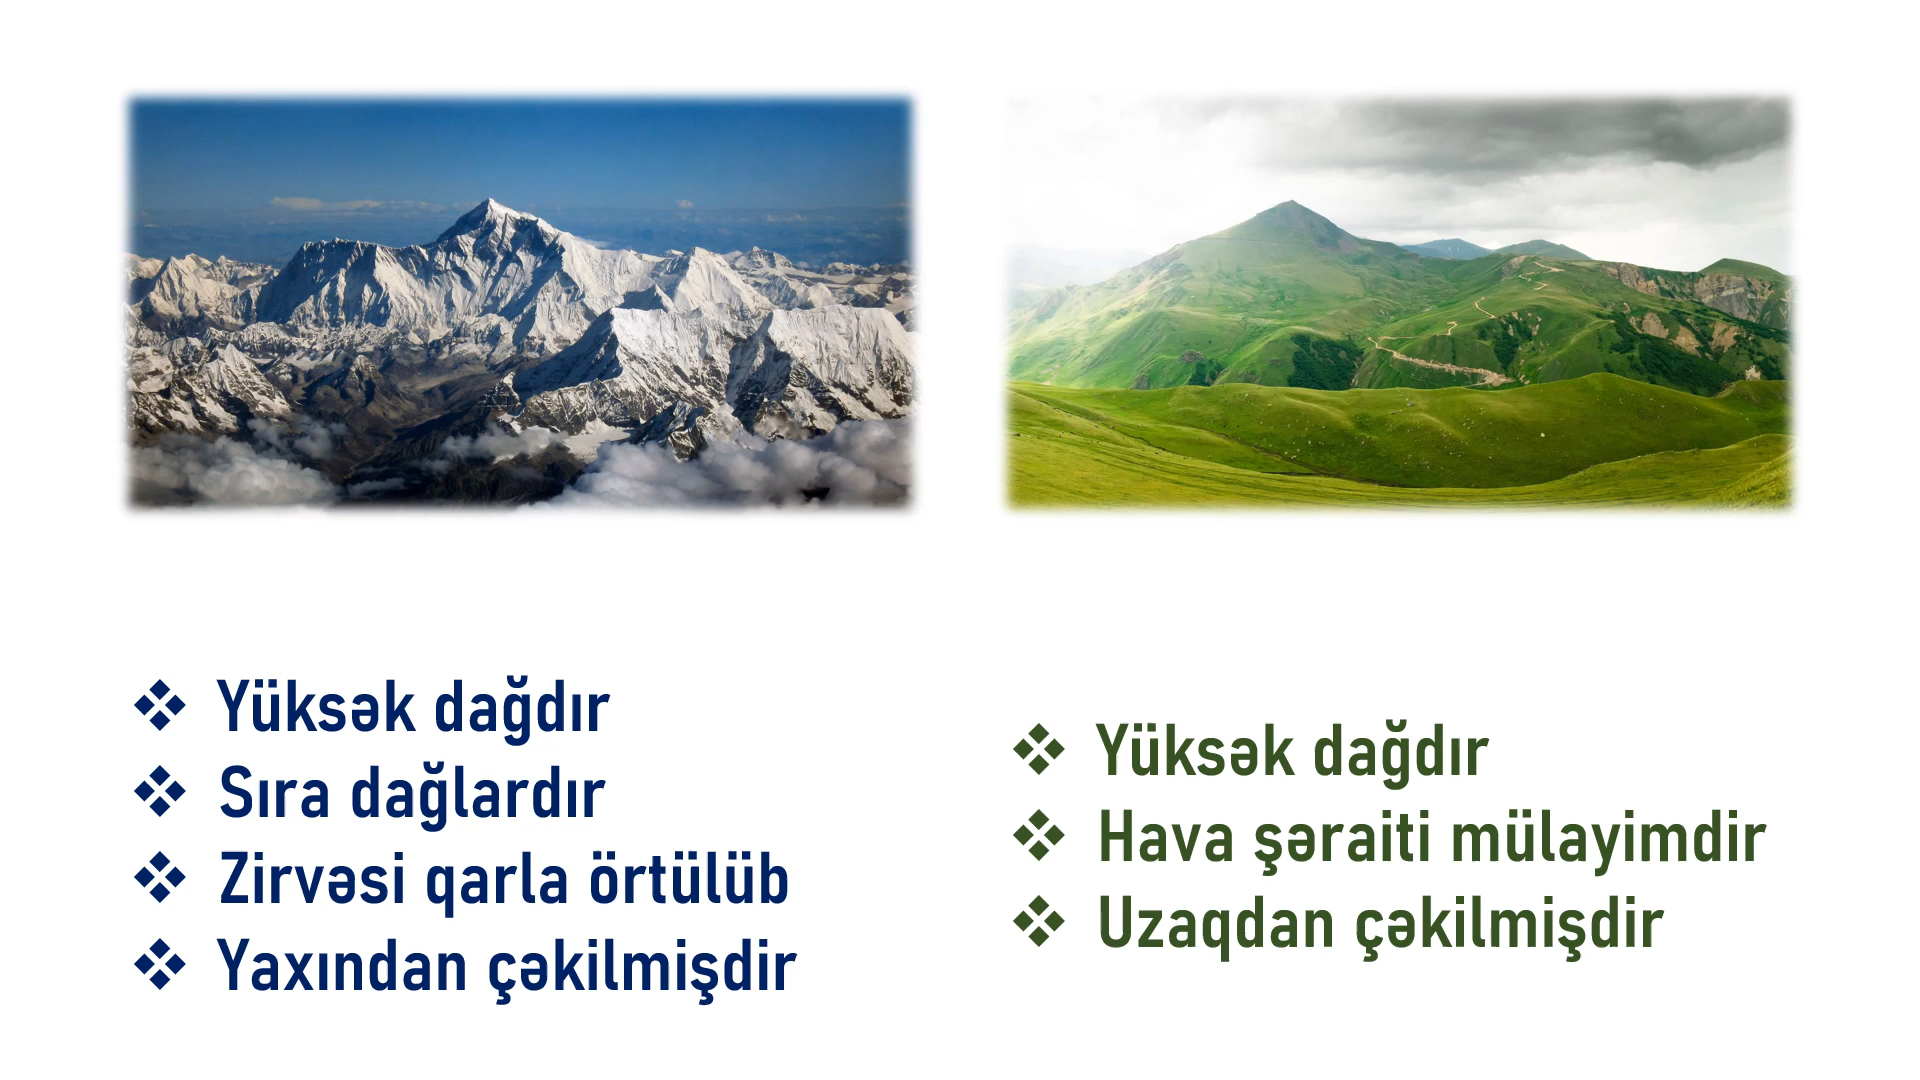 ❖ Yüksək dağdır
❖ Sıra dağlardır
❖ Zirvəsi qarla örtülüb
❖ Yaxından çəkilmişdir
❖ Yüksək dağdır
❖ Hava şəraiti mülayimdir
❖ Uzaqdan çəkilmişdir